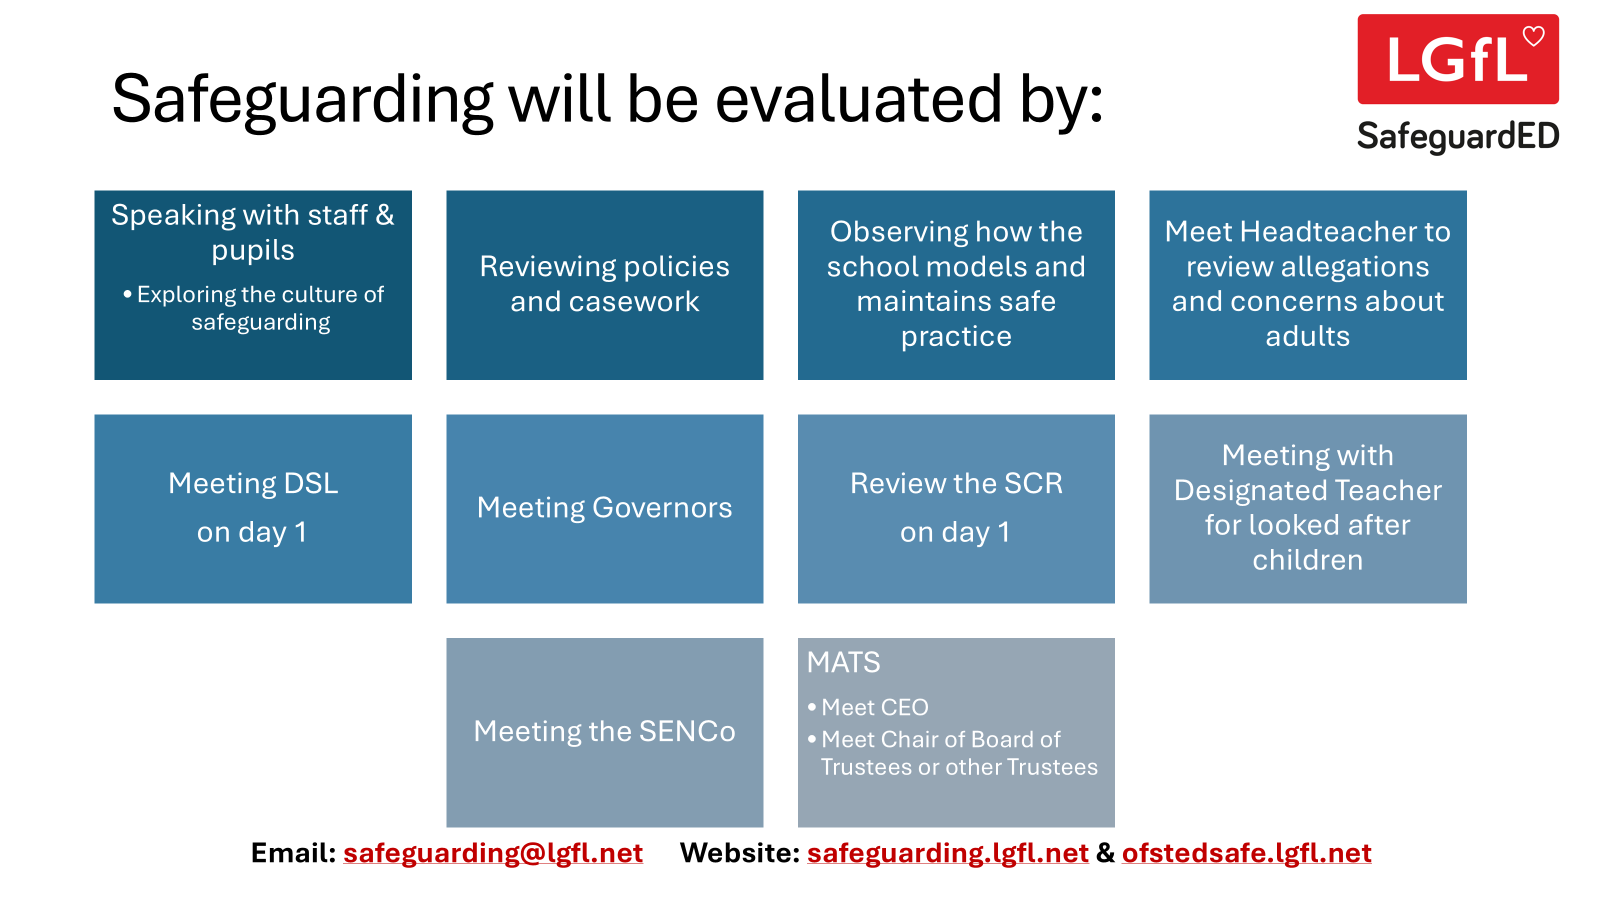 LGfL
SafeguardED
Safeguarding will be evaluated by:
Speaking with staff &
pupils
• Exploring the culture of
safeguarding
Reviewing policies
and casework
Observing how the
school models and
maintains safe
practice
Meet Headteacher to
review allegations
and concerns about
adults
Meeting DSL
on day 1
Meeting Governors
Review the SCR
on day 1
Meeting with
Designated Teacher
for looked after
children
Meeting the SENCo
MATS
• Meet CEO
• Meet Chair of Board of
Trustees or other Trustees
Email: safeguarding@lgfl.net Website: safeguarding.lgfl.net & ofstedsafe.lgfl.net